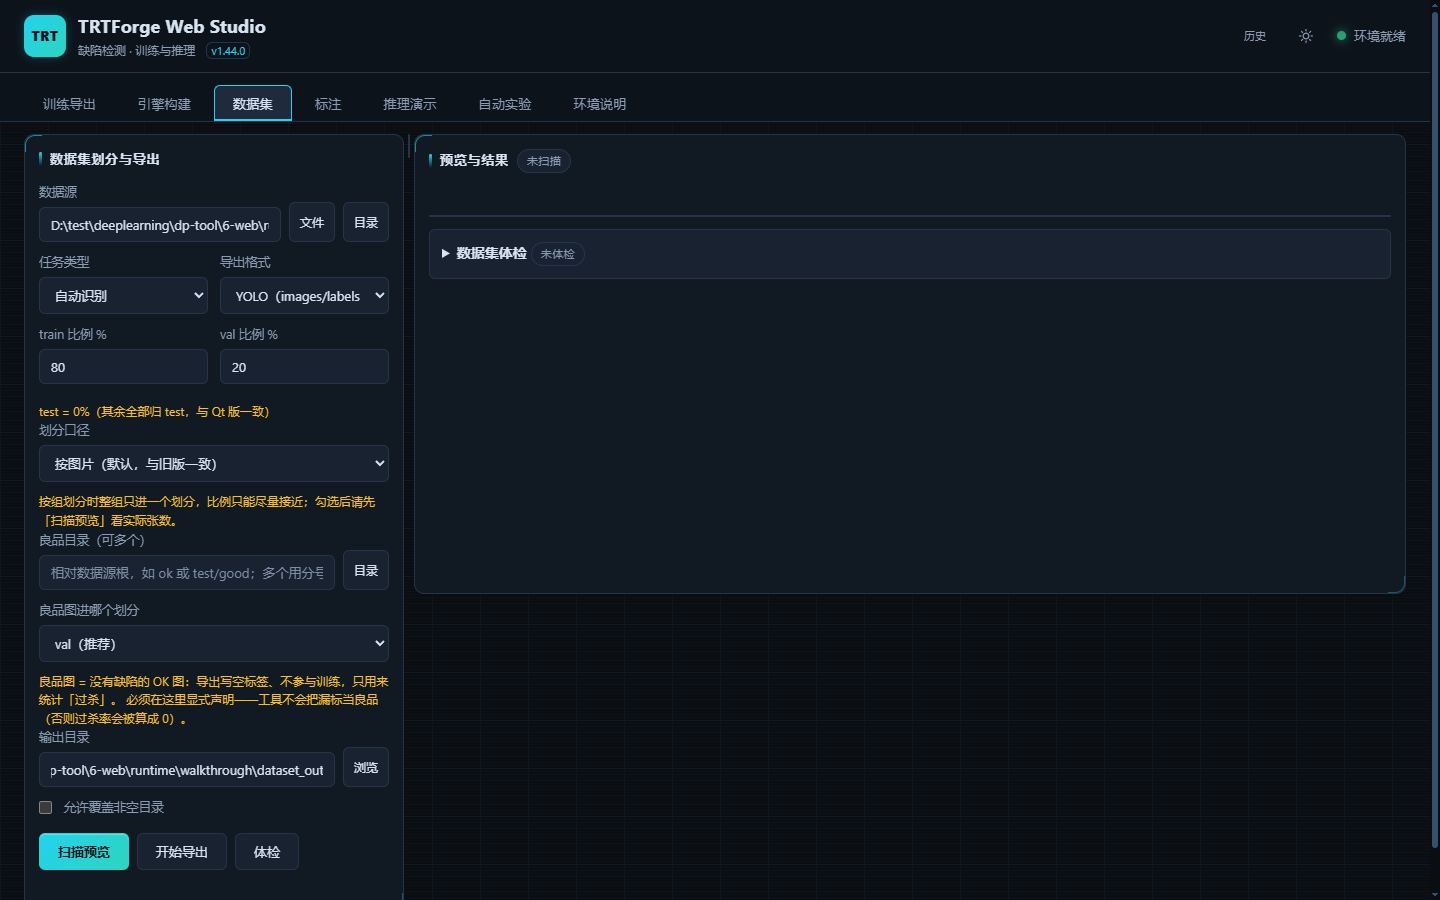 TRT
TRTForge Web Studio
缺陷检测 · 训练与推理 v1.44.0
历史
环境就绪
训练导出
引擎构建
数据集
标注
推理演示
自动实验
环境说明
数据集划分与导出
数据源
D:\test\deeplearning\dp-tool\6-web\r
文件
目录
任务类型
导出格式
自动识别
YOLO（images/labels
train 比例 %
val 比例 %
80
20
test = 0%（其余全部归 test，与 Qt 版一致）
划分口径
按图片（默认，与旧版一致）
按组划分时整组只进一个划分，比例只能尽量接近；勾选后请先
「扫描预览」看实际张数。
良品目录（可多个）
相对数据源根，如 ok 或 test/good；多个用分号
目录
良品图进哪个划分
val（推荐）
良品图 = 没有缺陷的 OK 图：导出写空标签、不参与训练，只用来
统计「过杀」。 必须在这里显式声明——工具不会把漏标当良品
（否则过杀率会被算成 0）。
输出目录
p-tool\6-web\runtime\walkthrough\dataset_out
浏览
允许覆盖非空目录
扫描预览
开始导出
体检
预览与结果
未扫描
数据集体检
未体检